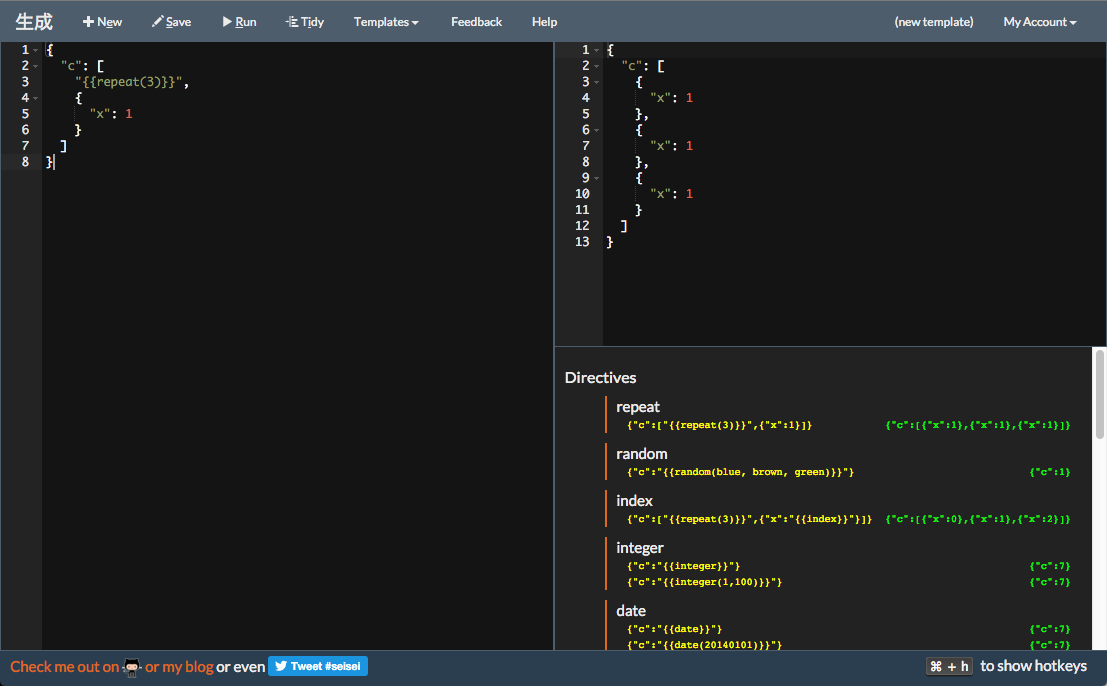 生成 New Save Run Tidy Templates Feedback Help (new template) My Account
1 {
2 "c": [
3 "{{repeat(3)}}",
4 {
5 "x": 1
6 }
7 ]
8 }
1 {
2 "c": [
3 {
4 "x": 1
5 },
6 {
7 "x": 1
8 },
9 {
10 "x": 1
11 }
12 ]
13 }
Directives
repeat
{"c":["{{repeat(3)}}",{"x":1}]} {"c":[{"x":1},{"x":1},{"x":1}]}
random
{"c":"{{random(blue, brown, green)}}"} {"c":1}
index
{"c":["{{repeat(3)}}",{"x":"{{index}}"}]} {"c":[{"x":0},{"x":1},{"x":2}]}
integer
{"c":"{{integer}}"} {"c":7}
{"c":"{{integer(1,100)}}"} {"c":7}
date
{"c":"{{date}}"} {"c":7}
{"c":"{{date(20140101)}}"} {"c":7}
Check me out on or my blog or even Tweet #seisei ⌘ + h to show hotkeys